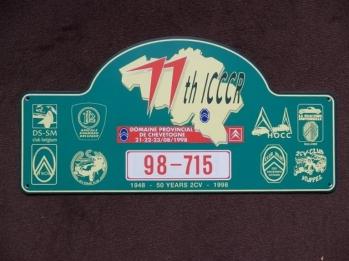 11th ICCCR
DOMAINE PROVINCIAL
DE CHEVETOGNE
21-22-23/08/1998
DS-SM
club belgium
HOCC
98-715
2CV CLUB
1948 - 50 YEARS 2CV - 1998